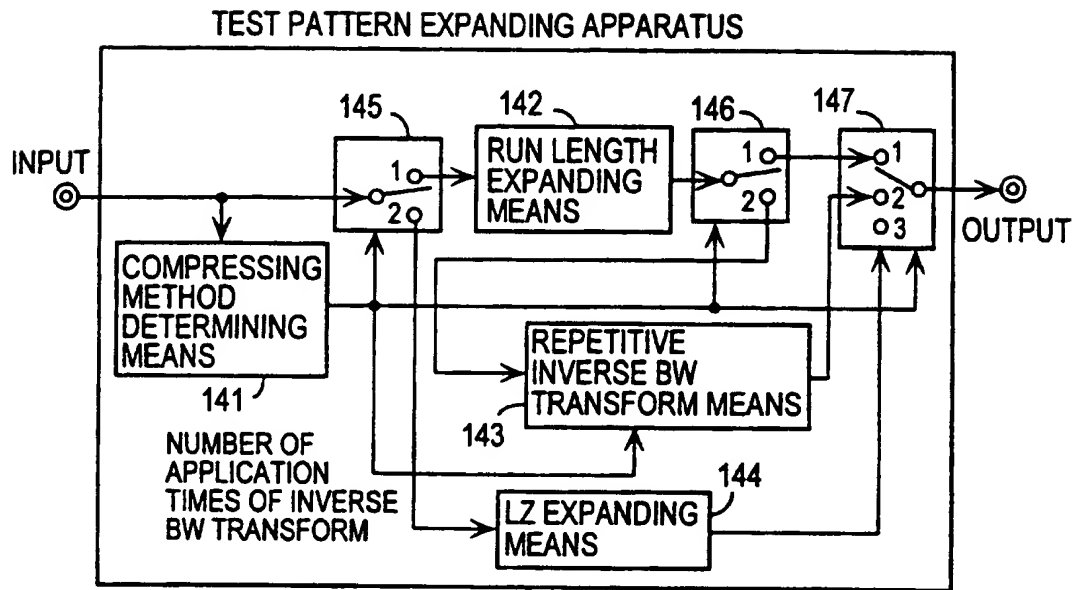 TEST PATTERN EXPANDING APPARATUS
145
142
146
147
INPUT
1
2
RUN LENGTH
EXPANDING
MEANS
1
2
1
2
3
OUTPUT
COMPRESSING
METHOD
DETERMINING
MEANS
141
REPETITIVE
INVERSE BW
TRANSFORM MEANS
143
NUMBER OF
APPLICATION
TIMES OF INVERSE
BW TRANSFORM
LZ EXPANDING
MEANS
144